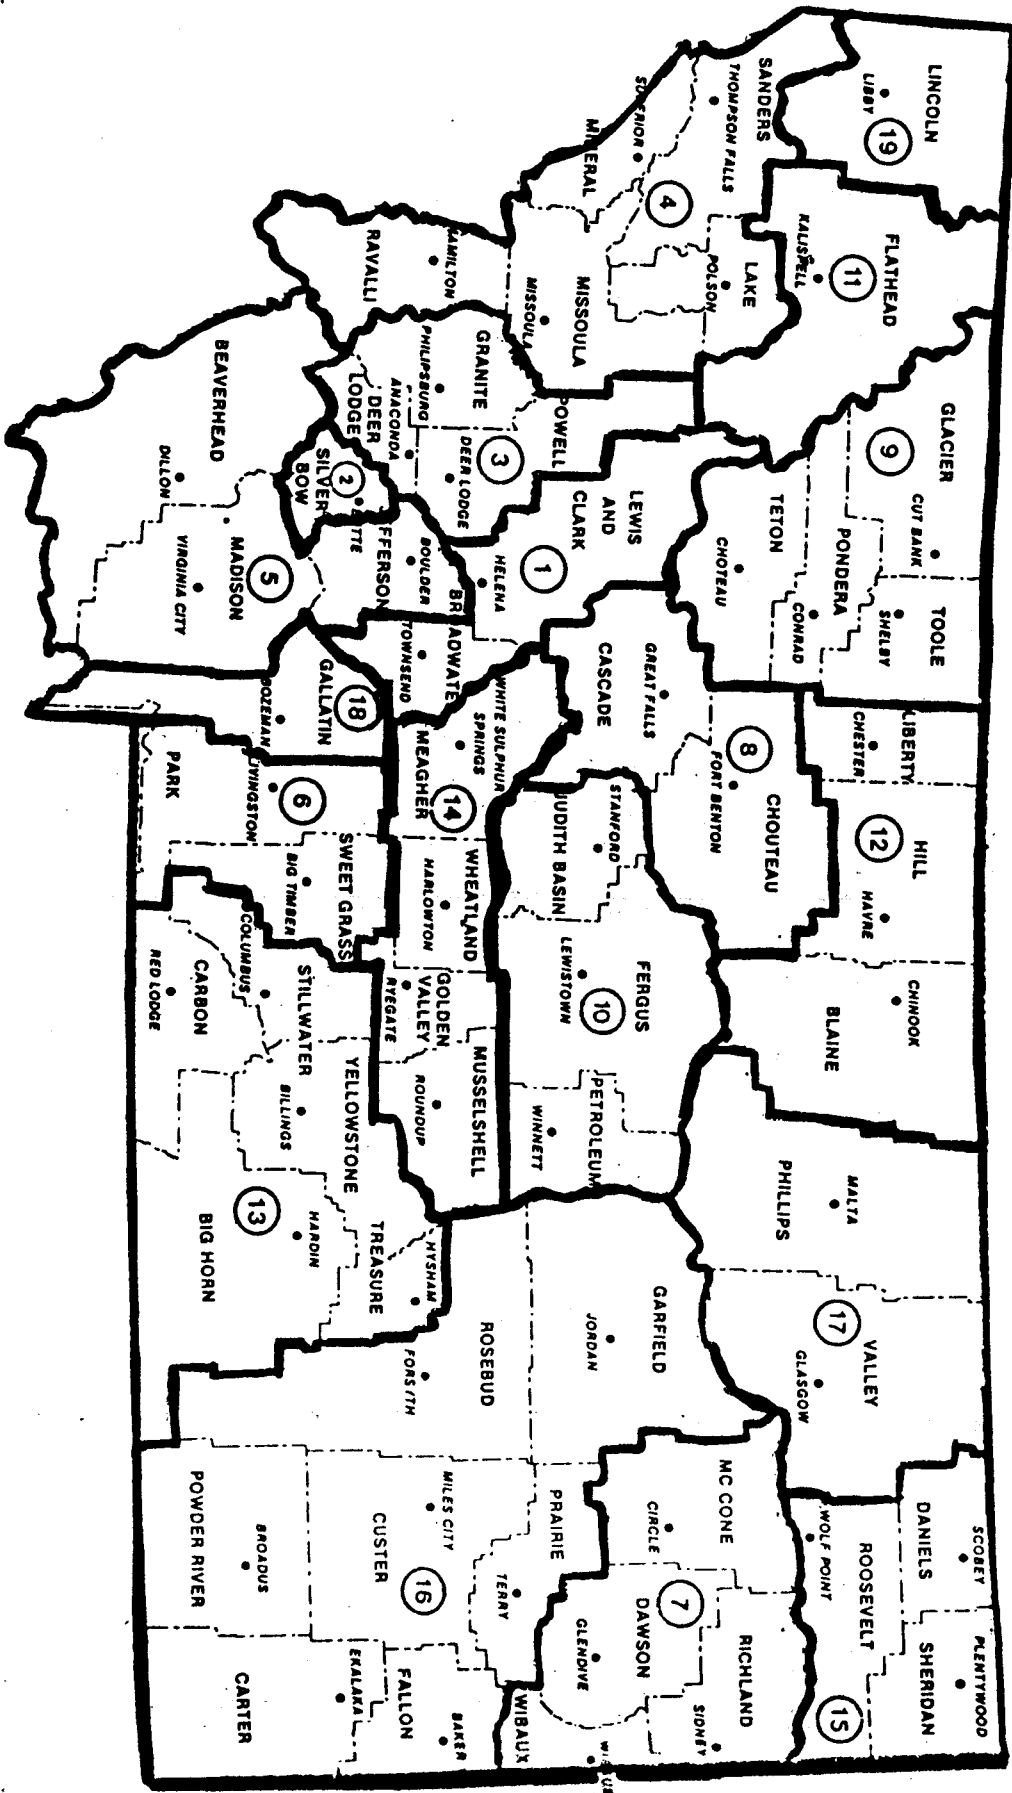 LINCOLN
LIBBY
19
SANDERS
THOMPSON FALLS
SUPERIOR
MINERAL
4
FLATHEAD
KALISPELL
11
LAKE
POLSON
MISSOULA
MISSOULA
RAVALLI
HAMILTON
GRANITE
PHILIPSBURG
DEER
LODGE
ANACONDA
POWELL
3
DEER LODGE
GLACIER
9
CUT BANK
TOOLE
SHELBY
PONDERA
CONRAD
TETON
CHOTEAU
LEWIS
AND
CLARK
1
HELENA
BEAVERHEAD
DILLON
SILVER
BOW
2
MADISON
VIRGINIA CITY
5
BOULDER
TOWNSEND
CASCADE
GREAT FALLS
8
FORT BENTON
CHOUTEAU
LIBERTY
CHESTER
HILL
12
HAVRE
BLAINE
CHINOOK
GALLATIN
18
BOZEMAN
PARK
LIVINGSTON
6
SWEET GRASS
BIG TIMBER
MEAGHER
WHITE SULPHUR
SPRINGS
14
WHEATLAND
HARLOWTON
JUDITH BASIN
STANFORD
FERGUS
LEWISTOWN
10
PETROLEUM
WINNETT
GOLDEN
VALLEY
RYEGATE
MUSSELSHELL
ROUNDUP
STILLWATER
COLUMBUS
CARBON
RED LODGE
YELLOWSTONE
BILLINGS
13
BIG HORN
HARDIN
TREASURE
HYSHAM
PHILLIPS
MALTA
17
VALLEY
GLASGOW
GARFIELD
JORDAN
ROSEBUD
DANIELS
SCOBEY
SHERIDAN
PLENTYWOOD
ROOSEVELT
WOLF POINT
15
MC CONE
CIRCLE
7
RICHLAND
SIDNEY
DAWSON
GLENDIVE
PRAIRIE
TERRY
WIBAUX
CUSTER
MILES CITY
16
FALLON
BAKER
POWDER RIVER
BROADUS
CARTER
EKALAKA